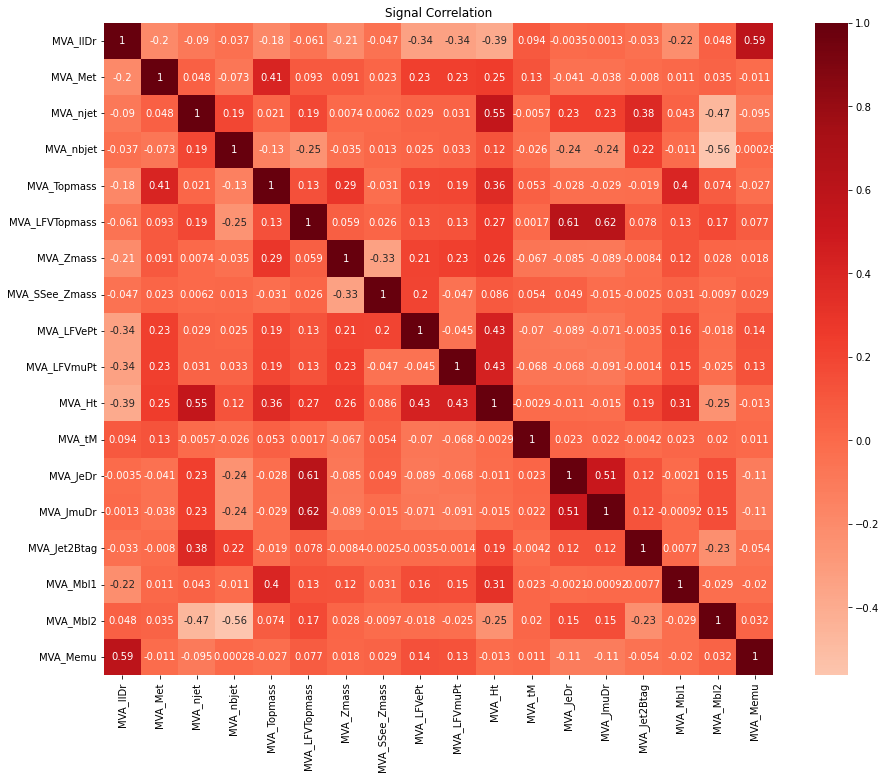 Signal Correlation
MVA_llDr 1 -0.2 -0.09 -0.037 -0.18 -0.061 -0.21 -0.047 -0.34 -0.34 -0.39 0.094 -0.0035 0.0013 -0.033 -0.22 0.048 0.59
MVA_Met -0.2 1 0.048 -0.073 0.41 0.093 0.091 0.023 0.23 0.23 0.25 0.13 -0.041 -0.038 -0.008 0.011 0.035 -0.011
MVA_njet -0.09 0.048 1 0.19 0.021 0.19 0.0074 0.0062 0.029 0.031 0.55 -0.0057 0.23 0.23 0.38 0.043 -0.47 -0.095
MVA_nbjet -0.037 -0.073 0.19 1 -0.13 -0.25 -0.035 0.013 0.025 0.033 0.12 -0.026 -0.24 -0.24 0.22 -0.011 -0.56 0.00028
MVA_Topmass -0.18 0.41 0.021 -0.13 1 0.13 0.29 -0.031 0.19 0.19 0.36 0.053 -0.028 -0.029 -0.019 0.4 0.074 -0.027
MVA_LFVTopmass -0.061 0.093 0.19 -0.25 0.13 1 0.059 0.026 0.13 0.13 0.27 0.0017 0.61 0.62 0.078 0.13 0.17 0.077
MVA_Zmass -0.21 0.091 0.0074 -0.035 0.29 0.059 1 -0.33 0.21 0.23 0.26 -0.067 -0.085 -0.089 -0.0084 0.12 0.028 0.018
MVA_SSee_Zmass -0.047 0.023 0.0062 0.013 -0.031 0.026 -0.33 1 0.2 -0.047 0.086 0.054 0.049 -0.015 -0.0025 0.031 -0.0097 0.029
MVA_LFVePt -0.34 0.23 0.029 0.025 0.19 0.13 0.21 0.2 1 -0.045 0.43 -0.07 -0.089 -0.071 -0.0035 0.16 -0.018 0.14
MVA_LFVmuPt -0.34 0.23 0.031 0.033 0.19 0.13 0.23 -0.047 -0.045 1 0.43 -0.068 -0.068 -0.091 -0.0014 0.15 -0.025 0.13
MVA_Ht -0.39 0.25 0.55 0.12 0.36 0.27 0.26 0.086 0.43 0.43 1 -0.0029 -0.011 -0.015 0.19 0.31 -0.25 -0.013
MVA_tM 0.094 0.13 -0.0057 -0.026 0.053 0.0017 -0.067 0.054 -0.07 -0.068 -0.0029 1 0.023 0.022 -0.0042 0.023 0.02 0.011
MVA_JeDr -0.0035 -0.041 0.23 -0.24 -0.028 0.61 -0.085 0.049 -0.089 -0.068 -0.011 0.023 1 0.51 0.12 -0.0021 0.15 -0.11
MVA_JmuDr 0.0013 -0.038 0.23 -0.24 -0.029 0.62 -0.089 -0.015 -0.071 -0.091 -0.015 0.022 0.51 1 0.12 -0.00092 0.15 -0.11
MVA_Jet2Btag -0.033 -0.008 0.38 0.22 -0.019 0.078 -0.0084 -0.0025 -0.0035 -0.0014 0.19 -0.0042 0.12 0.12 1 0.0077 -0.23 -0.054
MVA_Mbl1 -0.22 0.011 0.043 -0.011 0.4 0.13 0.12 0.031 0.16 0.15 0.31 0.023 -0.0021 -0.00092 0.0077 1 -0.029 -0.02
MVA_Mbl2 0.048 0.035 -0.47 -0.56 0.074 0.17 0.028 -0.0097 -0.018 -0.025 -0.25 0.02 0.15 0.15 -0.23 -0.029 1 0.032
MVA_Memu 0.59 -0.011 -0.095 0.00028 -0.027 0.077 0.018 0.029 0.14 0.13 -0.013 0.011 -0.11 -0.11 -0.054 -0.02 0.032 1
MVA_llDr MVA_Met MVA_njet MVA_nbjet MVA_Topmass MVA_LFVTopmass MVA_Zmass MVA_SSee_Zmass MVA_LFVePt MVA_LFVmuPt MVA_Ht MVA_tM MVA_JeDr MVA_JmuDr MVA_Jet2Btag MVA_Mbl1 MVA_Mbl2 MVA_Memu
1.0
0.8
0.6
0.4
0.2
0.0
−0.2
−0.4